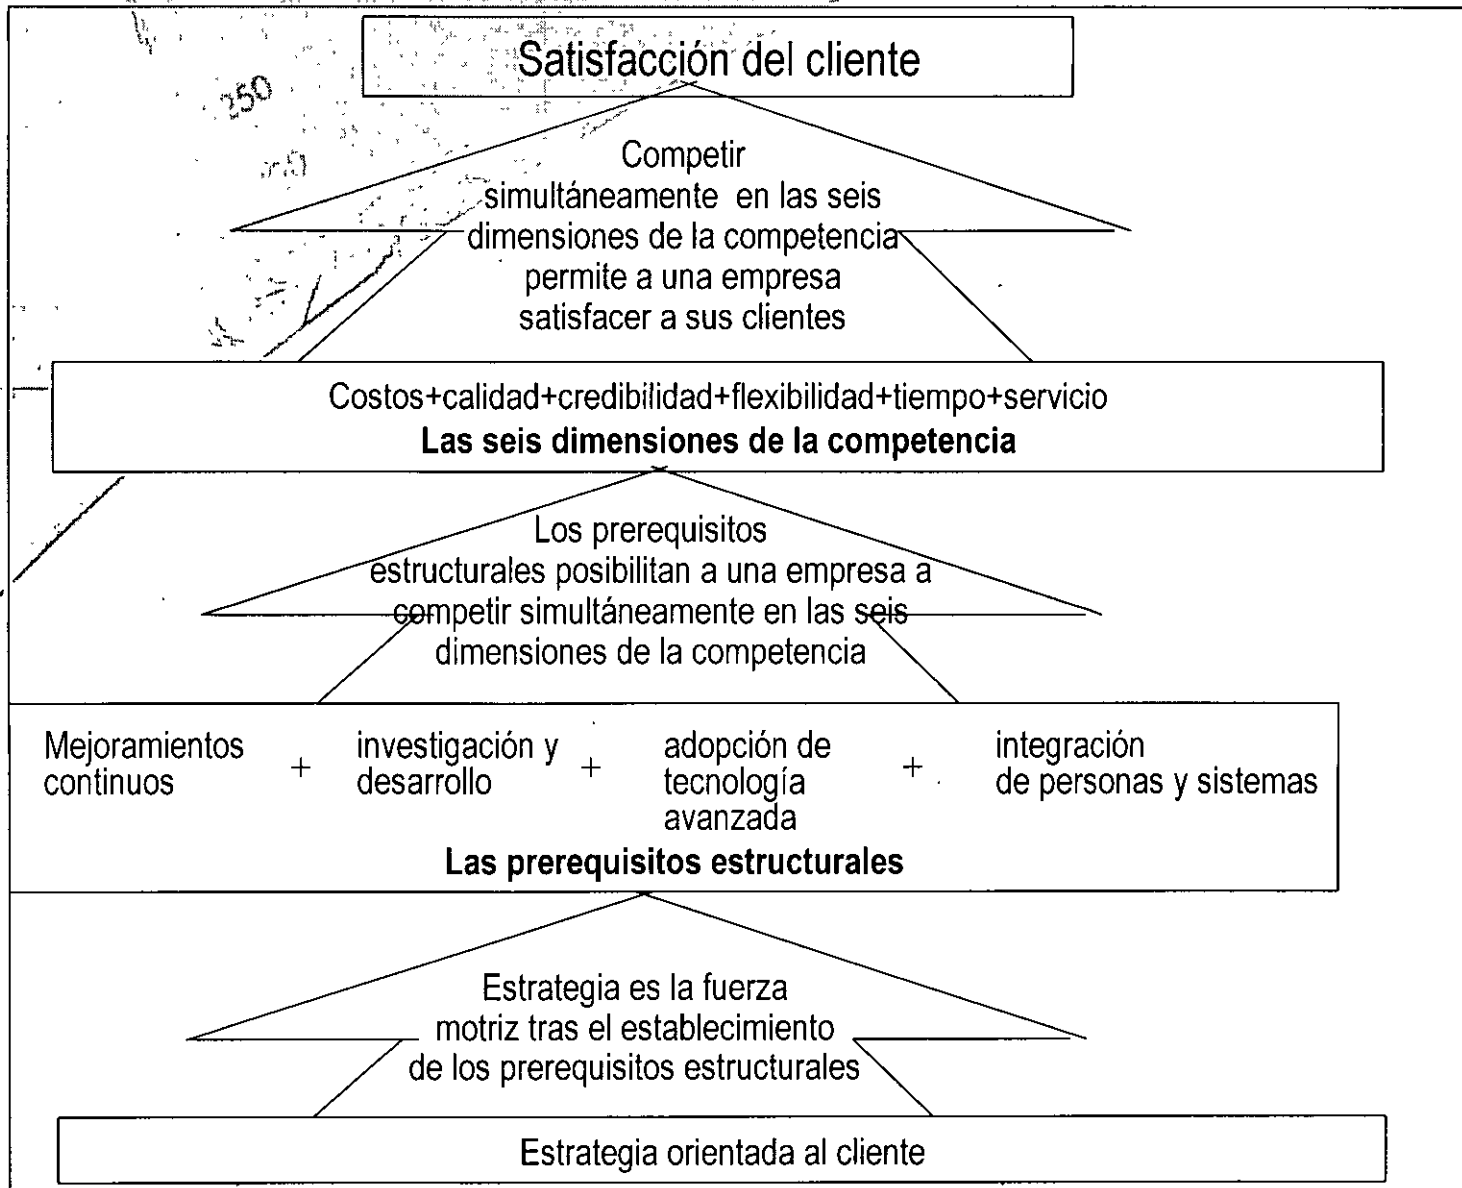 Satisfacción del cliente
250
Competir
simultáneamente en las seis
dimensiones de la competencia
permite a una empresa
satisfacer a sus clientes
Costos+calidad+credibilidad+flexibilidad+tiempo+servicio
Las seis dimensiones de la competencia
Los prerequisitos
estructurales posibilitan a una empresa a
competir simultáneamente en las seis
dimensiones de la competencia
Mejoramientos continuos + investigación y desarrollo + adopción de tecnología avanzada + integración de personas y sistemas
Las prerequisitos estructurales
Estrategia es la fuerza
motriz tras el establecimiento
de los prerequisitos estructurales
Estrategia orientada al cliente